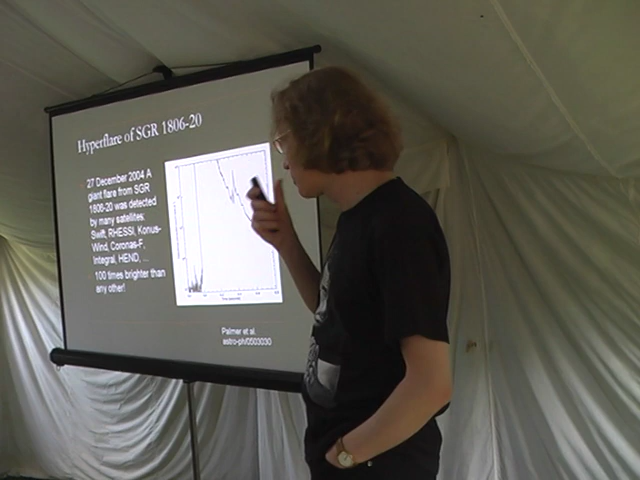 Hyperflare of SGR 1806-20
27 December 2004 A
giant flare from SGR
1806-20 was detected
by many satellites:
Swift, RHESSI, Konus-
Wind, Coronas-F,
Integral, HEND, ...
100 times brighter than
any other!
Palmer et al.
astro-ph/0503030